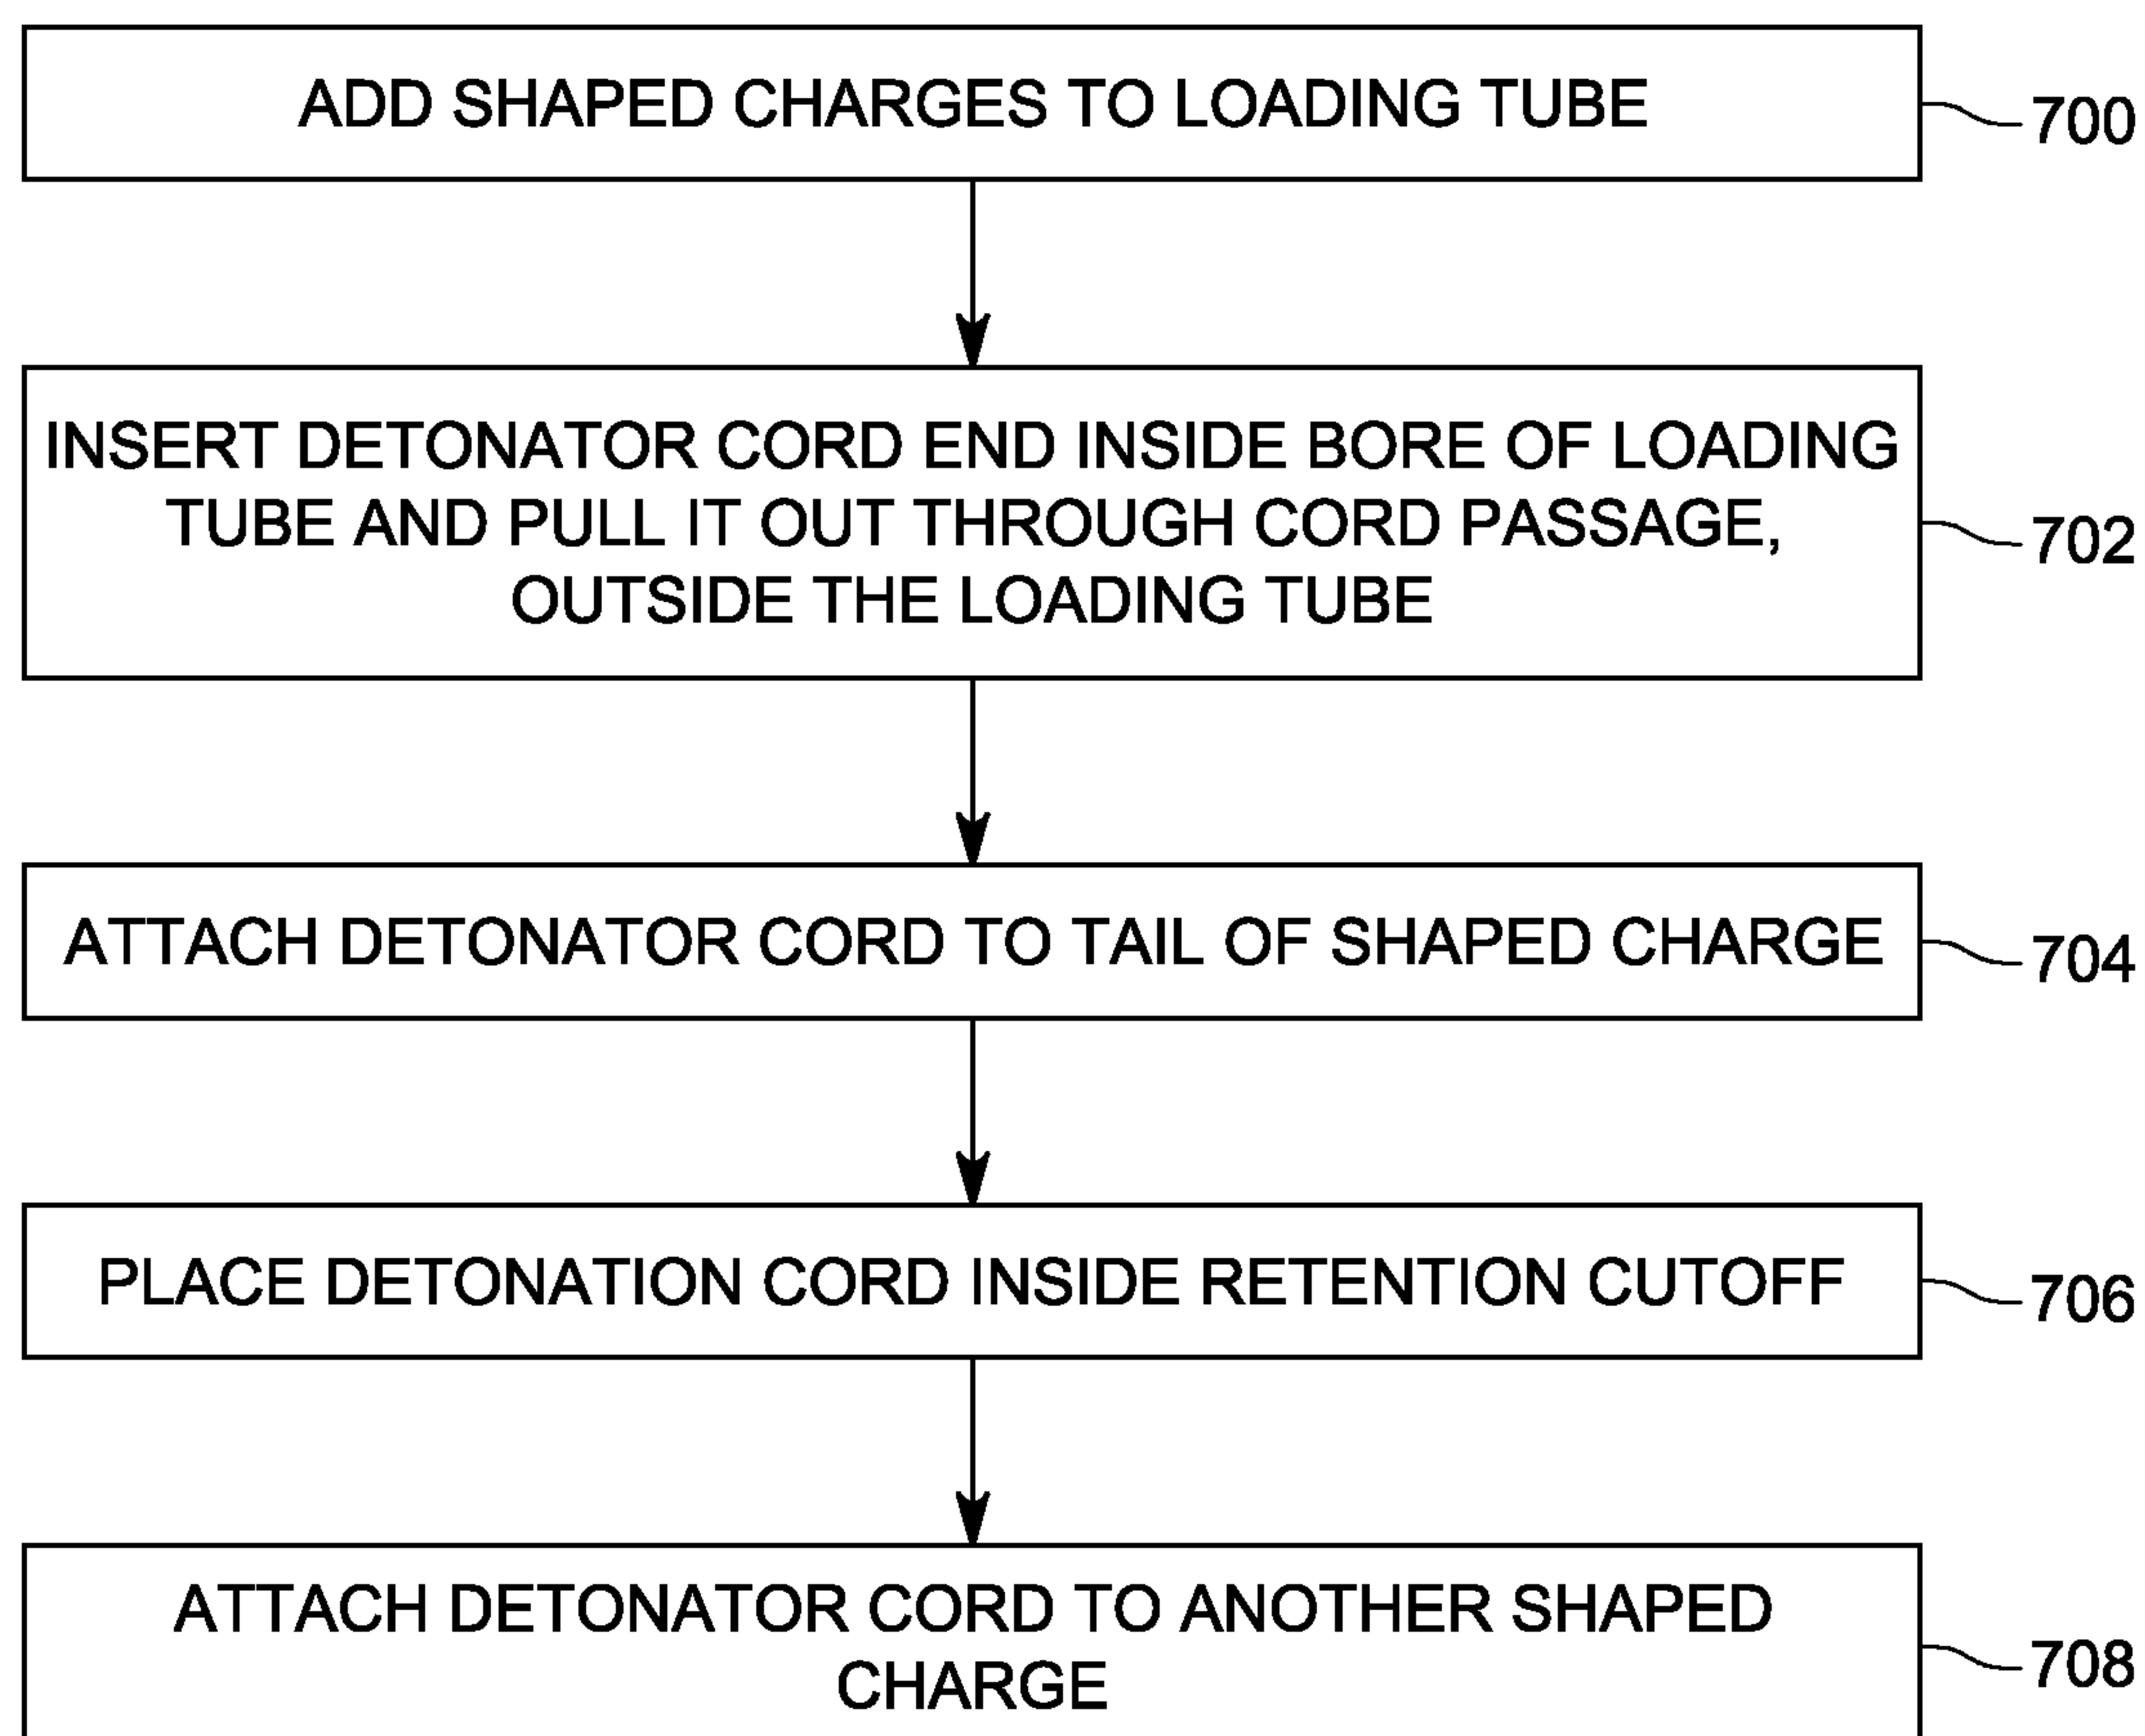 ADD SHAPED CHARGES TO LOADING TUBE
700
INSERT DETONATOR CORD END INSIDE BORE OF LOADING
TUBE AND PULL IT OUT THROUGH CORD PASSAGE,
OUTSIDE THE LOADING TUBE
702
ATTACH DETONATOR CORD TO TAIL OF SHAPED CHARGE
704
PLACE DETONATION CORD INSIDE RETENTION CUTOFF
706
ATTACH DETONATOR CORD TO ANOTHER SHAPED
CHARGE
708